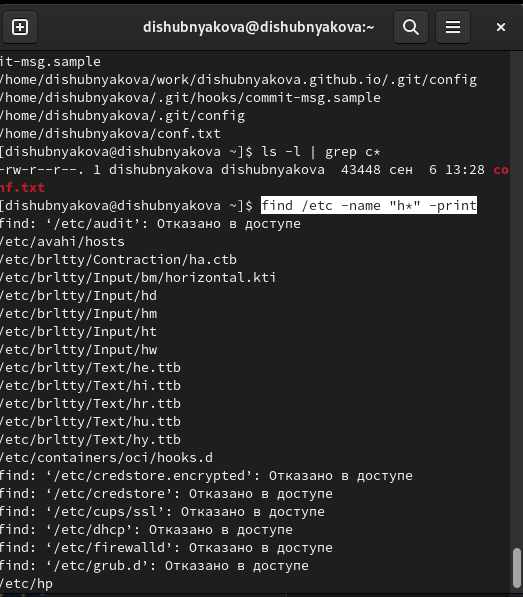 dishubnyakova@dishubnyakova:~
it-msg.sample
/home/dishubnyakova/work/dishubnyakova.github.io/.git/config
/home/dishubnyakova/.git/hooks/commit-msg.sample
/home/dishubnyakova/.git/config
/home/dishubnyakova/conf.txt
[dishubnyakova@dishubnyakova ~]$ ls -l | grep c*
-rw-r--r--. 1 dishubnyakova dishubnyakova  43448 сен  6 13:28 co
nf.txt
[dishubnyakova@dishubnyakova ~]$ find /etc -name "h*" -print
find: ‘/etc/audit’: Отказано в доступе
/etc/avahi/hosts
/etc/brltty/Contraction/ha.ctb
/etc/brltty/Input/bm/horizontal.kti
/etc/brltty/Input/hd
/etc/brltty/Input/hm
/etc/brltty/Input/ht
/etc/brltty/Input/hw
/etc/brltty/Text/he.ttb
/etc/brltty/Text/hi.ttb
/etc/brltty/Text/hr.ttb
/etc/brltty/Text/hu.ttb
/etc/brltty/Text/hy.ttb
/etc/containers/oci/hooks.d
find: ‘/etc/credstore.encrypted’: Отказано в доступе
find: ‘/etc/credstore’: Отказано в доступе
find: ‘/etc/cups/ssl’: Отказано в доступе
find: ‘/etc/dhcp’: Отказано в доступе
find: ‘/etc/firewalld’: Отказано в доступе
find: ‘/etc/grub.d’: Отказано в доступе
/etc/hp